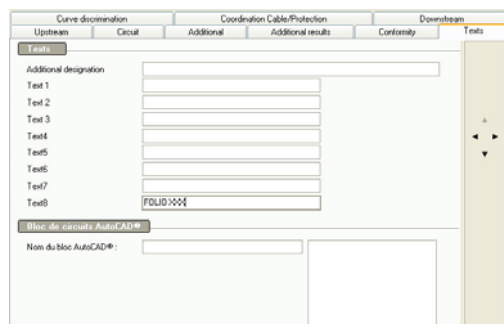 Curve discrimination Coordination Cable/Protection Downstream
Upstream Circuit Additional Additional results Conformity Texts
Texts
Additional designation
Text 1
Text 2
Text 3
Text4
Text5
Text6
Text7
Text8 FOLIO XXX
Bloc de circuits AutoCAD®
Nom du bloc AutoCAD® :